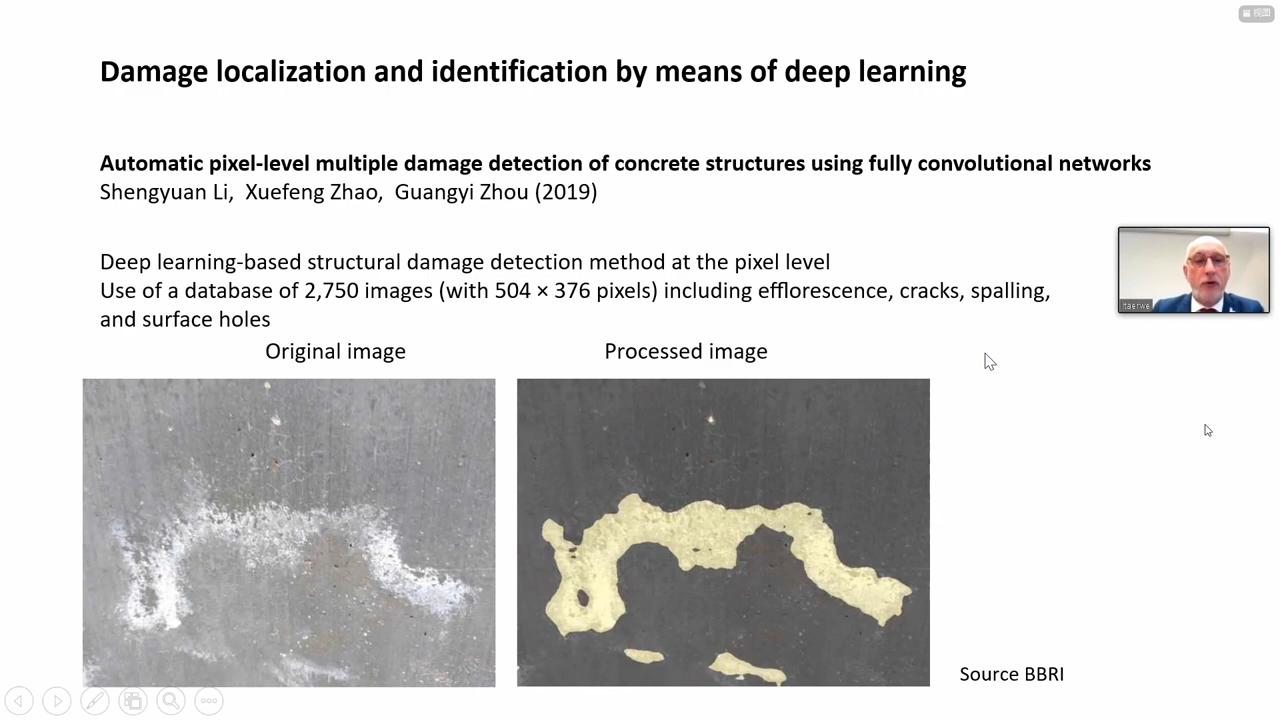 视图
Damage localization and identification by means of deep learning
Automatic pixel-level multiple damage detection of concrete structures using fully convolutional networks
Shengyuan Li, Xuefeng Zhao, Guangyi Zhou (2019)
Deep learning-based structural damage detection method at the pixel level
Use of a database of 2,750 images (with 504 × 376 pixels) including efflorescence, cracks, spalling,
and surface holes
ltaerwe
Original image
Processed image
Source BBRI